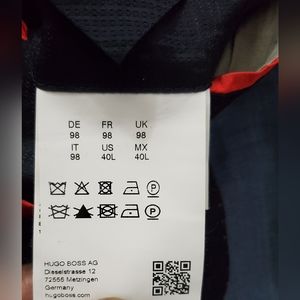 DE FR UK
98 98 98
IT US MX
98 40L 40L
HUGO BOSS AG
Dieselstrasse 12
72555 Metzingen
Germany
hugoboss.com